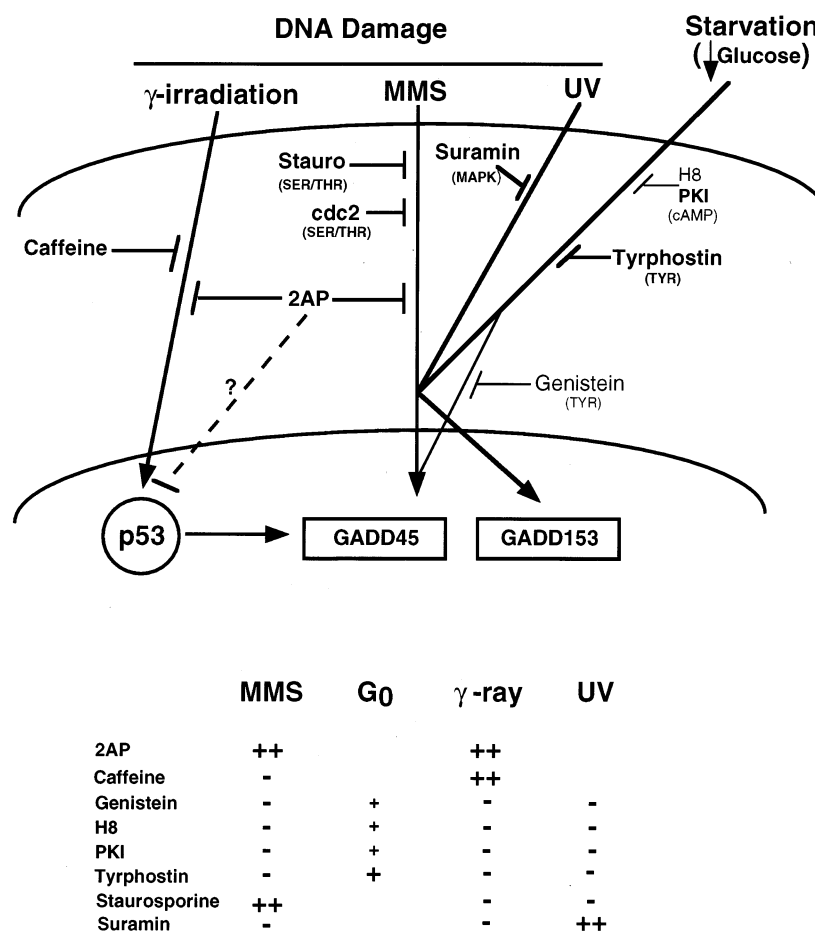 DNA Damage
Starvation
(↓Glucose)
γ-irradiation MMS UV
Stauro
(SER/THR)
Suramin
(MAPK)
H8
PKI
(cAMP)
cdc2
(SER/THR)
Caffeine
Tyrphostin
(TYR)
2AP
?
Genistein
(TYR)
p53 GADD45 GADD153
MMS G0 γ-ray UV
2AP ++ ++
Caffeine - ++
Genistein - + - -
H8 - + - -
PKI - + - -
Tyrphostin - + - -
Staurosporine ++ - -
Suramin - - ++